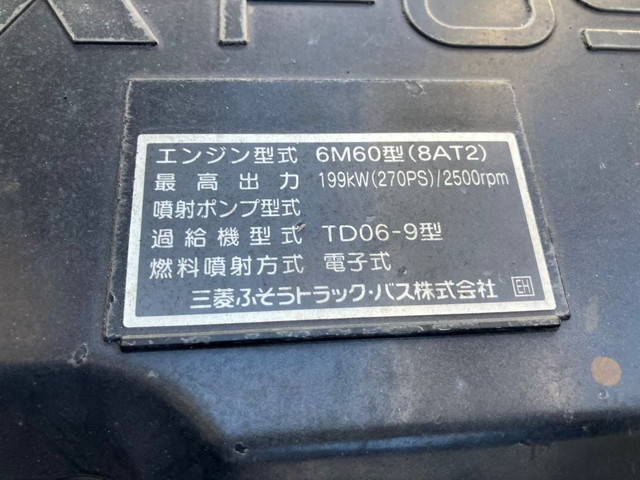 エンジン型式 6M60型(8AT2)
最高出力 199kW(270PS)/2500rpm
噴射ポンプ型式
過給機型式 TD06-9型
燃料噴射方式 電子式
三菱ふそうトラック・バス株式会社 EH